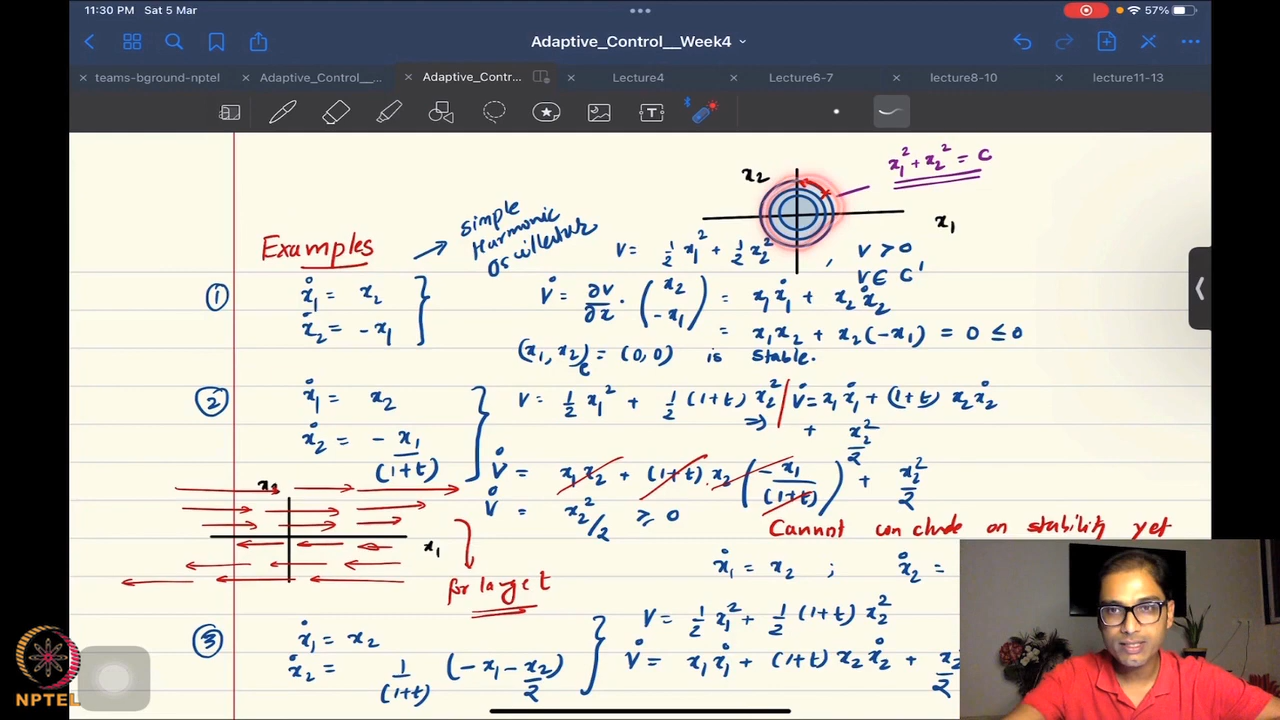 11:30 PM Sat 5 Mar
57%
Adaptive_Control__Week4
teams-bground-nptel
Adaptive_Control__...
Adaptive_Contr...
Lecture4
Lecture6-7
lecture8-10
lecture11-13
x₁² + x₂² = C
x₂
x₁
simple Harmonic oscillator
Examples
V = ½ x₁² + ½ x₂² , V > 0
V ∈ C¹
① ẋ₁ = x₂
ẋ₂ = -x₁
V̇ = ∂V/∂x · (x₂ -x₁) = x₁ẋ₁ + x₂ẋ₂
= x₁x₂ + x₂(-x₁) = 0 ≤ 0
(x₁, x₂)e = (0,0) is stable.
② ẋ₁ = x₂
ẋ₂ = -x₁/(1+t)
V = ½ x₁² + ½ (1+t) x₂² ⇒ V̇ = x₁ẋ₁ + (1+t) x₂ẋ₂
+ x₂²/2
V̇ = x₁x₂ + (1+t) · x₂ (-x₁/(1+t)) + x₂²/2
V̇ = x₂²/2 ≥ 0
Cannot conclude on stability yet
x₂
x₁
for large t
ẋ₁ = x₂ ; ẋ₂ =
③ ẋ₁ = x₂
ẋ₂ = 1/(1+t) (-x₁ - x₂/2)
V = ½ x₁² + ½ (1+t) x₂²
V̇ = x₁ẋ₁ + (1+t) x₂ẋ₂ + x₂/2
NPTEL